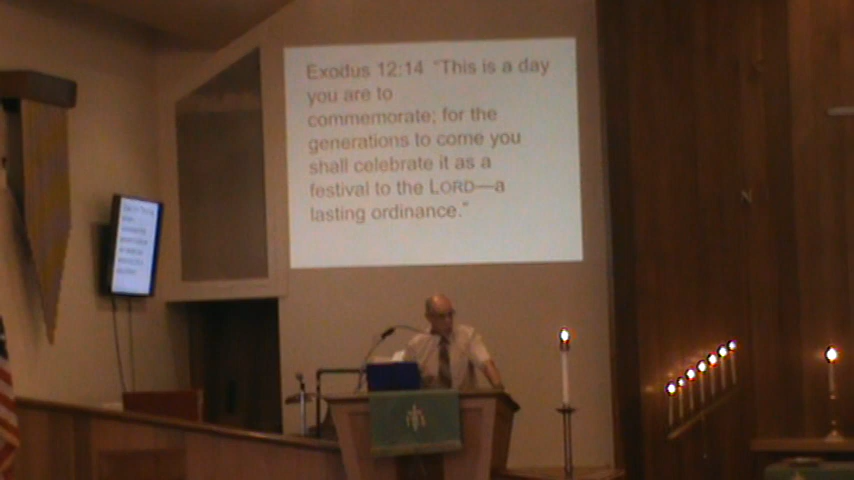 Exodus 12:14 “This is a day
you are to
commemorate; for the
generations to come you
shall celebrate it as a
festival to the LORD—a
lasting ordinance.”